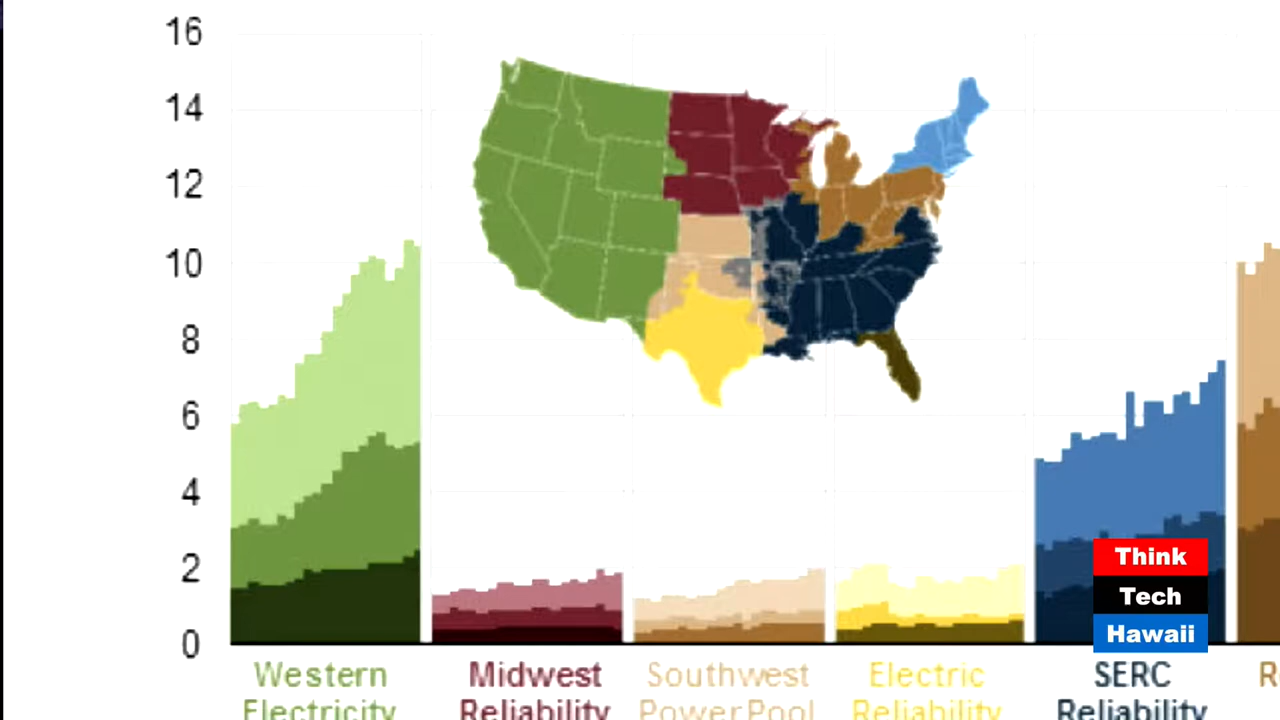 16
14
12
10
8
6
4
2
0
Western
Electricity
Midwest
Reliability
Southwest
Power Pool
Electric
Reliability
SERC
Reliability
Think
Tech
Hawaii